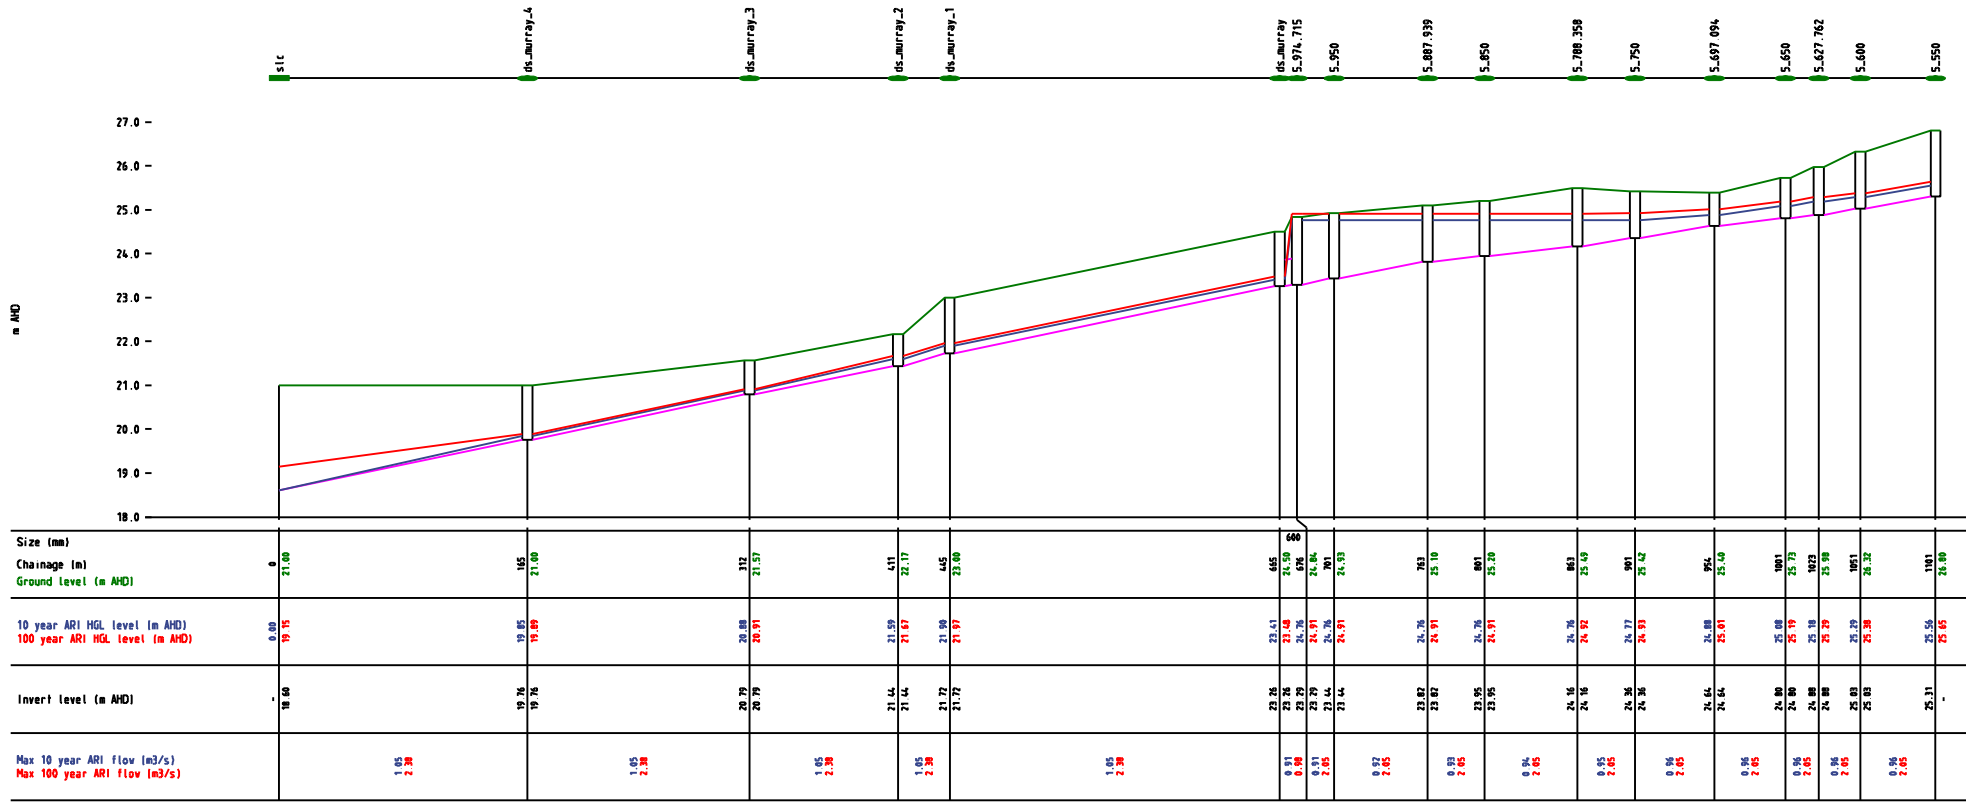 slc ds_murray_4 ds_murray_3 ds_murray_2 ds_murray_1 ds_murray S_974.715 S_950 S_887.939 S_850 S_788.358 S_750 S_697.094 S_650 S_627.762 S_600 S_550
27.0
26.0
25.0
24.0
23.0
22.0
21.0
20.0
19.0
18.0
m AHD
Size (mm) 600
Chainage (m) 0 165 312 411 445 665 676 701 763 801 863 901 954 1001 1023 1051 1101
Ground level (m AHD) 21.00 21.00 21.57 22.17 23.00 24.50 24.84 24.93 25.10 25.20 25.49 25.42 25.40 25.73 25.98 26.32 26.80
10 year ARI HGL level (m AHD) 0.00 19.85 20.88 21.59 21.90 23.41 24.76 24.76 24.76 24.76 24.76 24.77 24.88 25.08 25.18 25.29 25.56
100 year ARI HGL level (m AHD) 19.15 19.89 20.91 21.67 21.97 23.48 24.91 24.91 24.91 24.91 24.92 24.93 25.01 25.19 25.29 25.38 25.65
Invert level (m AHD) - 18.60 19.76 19.76 20.79 20.79 21.44 21.44 21.72 21.72 23.26 23.26 23.29 23.29 23.44 23.44 23.82 23.82 23.95 23.95 24.16 24.16 24.36 24.36 24.64 24.64 24.80 24.80 24.88 24.88 25.03 25.03 25.31 -
Max 10 year ARI flow (m3/s) 1.05 1.05 1.05 1.05 1.05 0.91 0.91 0.92 0.93 0.94 0.95 0.96 0.96 0.96 0.96 0.96
Max 100 year ARI flow (m3/s) 2.30 2.30 2.30 2.30 2.30 0.90 2.05 2.05 2.05 2.05 2.05 2.05 2.05 2.05 2.05 2.05